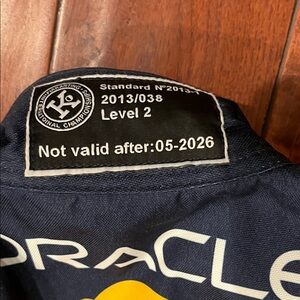 Standard N°2013-1
2013/038
Level 2
Not valid after:05-2026
ORACLE